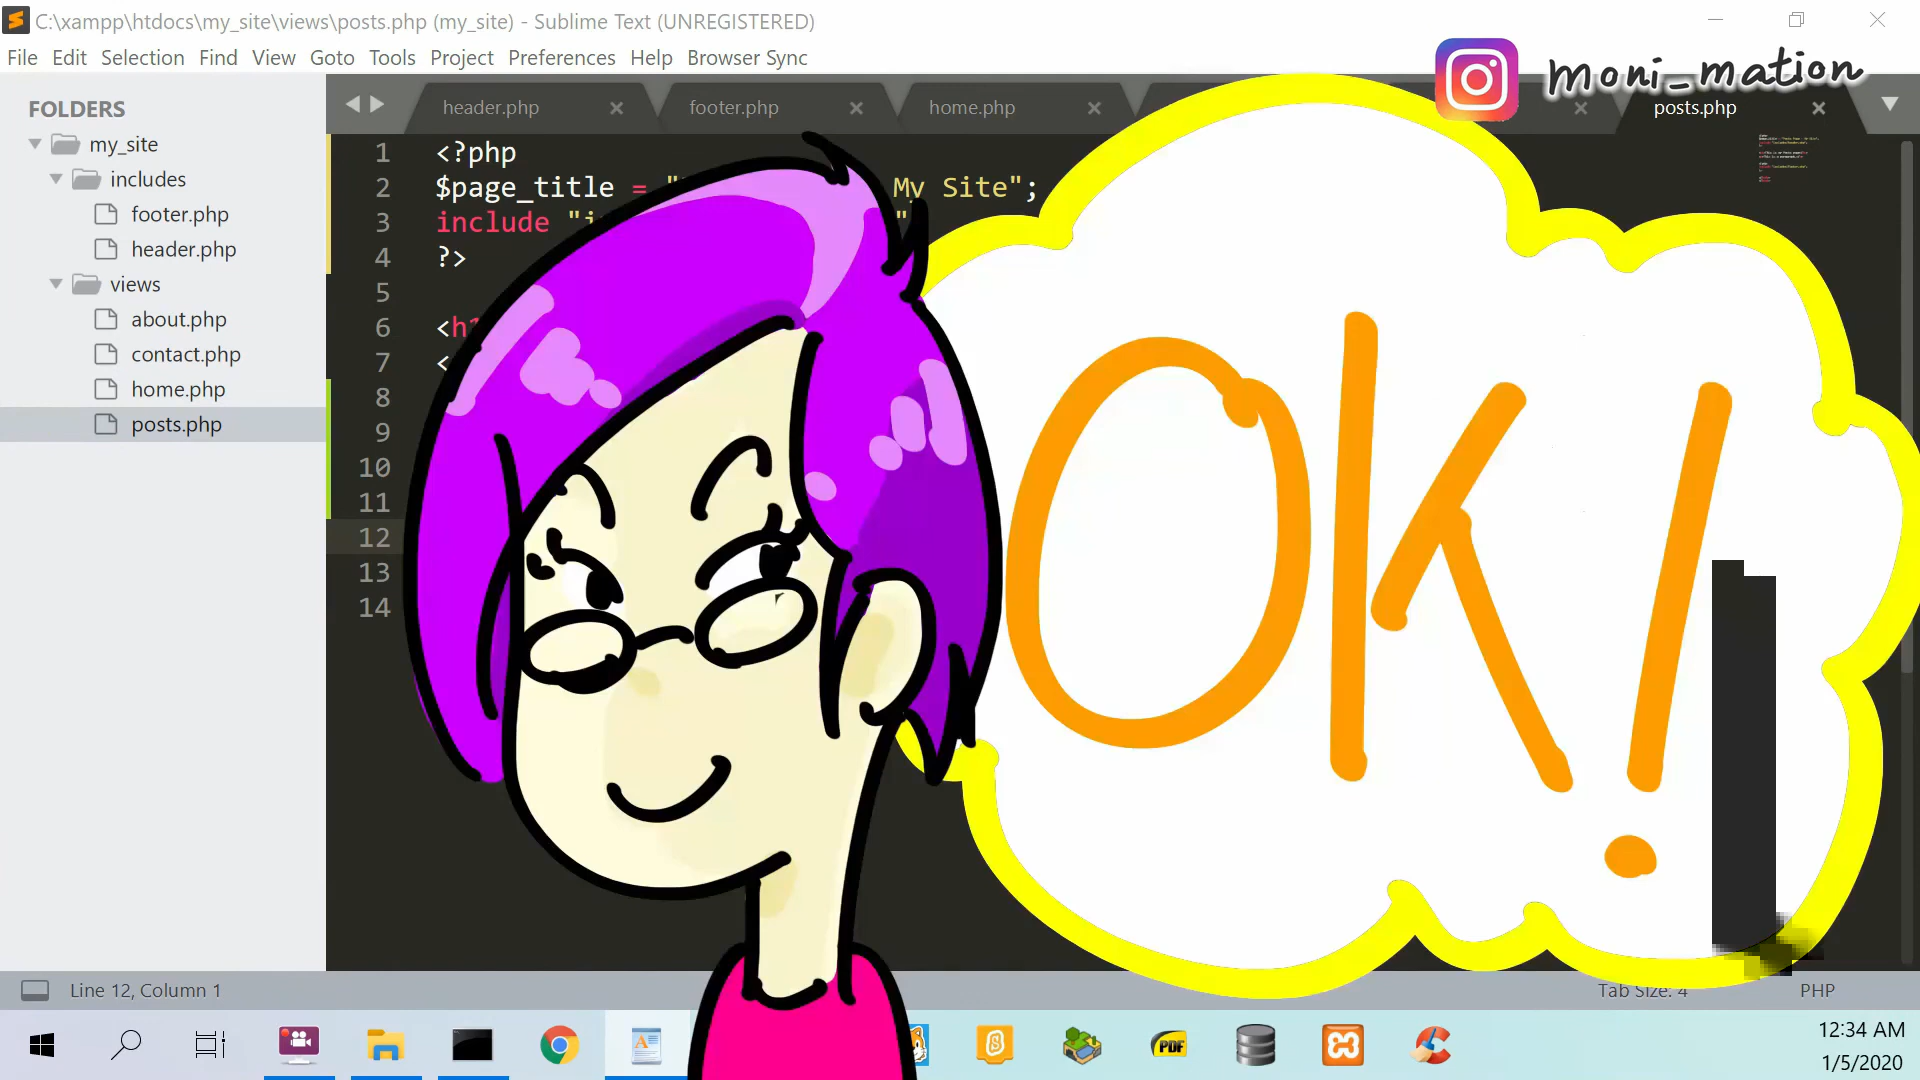 C:\xampp\htdocs\my_site\views\posts.php (my_site) - Sublime Text (UNREGISTERED)
File Edit Selection Find View Goto Tools Project Preferences Help Browser Sync
moni_mation
FOLDERS
my_site
includes
footer.php
header.php
views
about.php
contact.php
home.php
posts.php
header.php footer.php home.php posts.php
1 <?php
2 $page_title = " My Site";
3 include "i "
4 ?>
5
6 <h1
7 <
8
9
10
11
12
13
14
OK!
Line 12, Column 1
Tab Size: 4 PHP
PDF
12:34 AM
1/5/2020